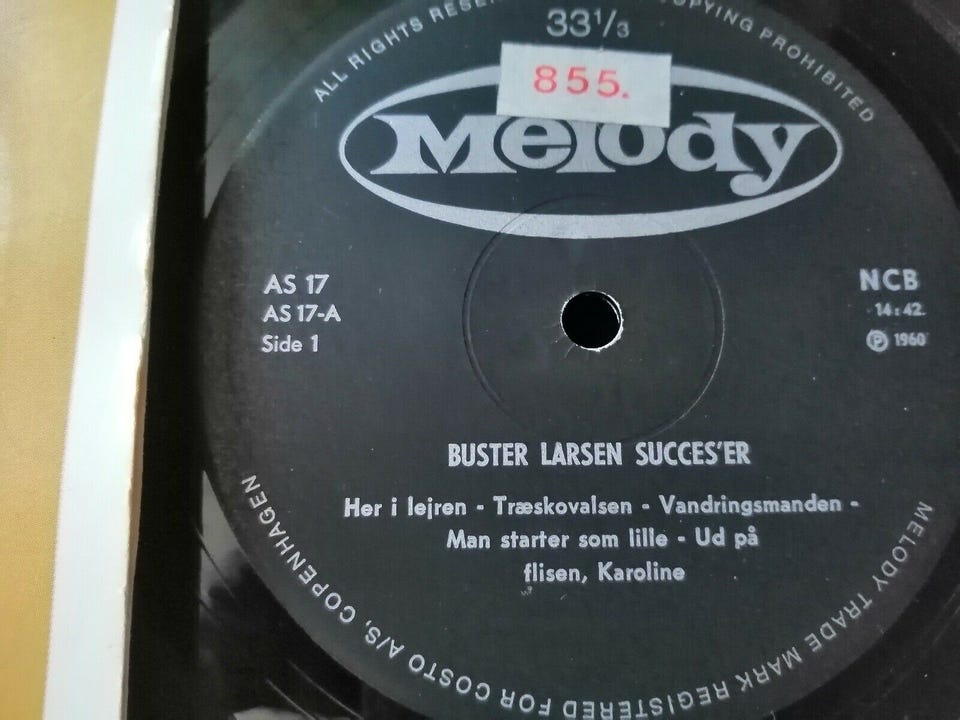 ALL RIGHTS COPYING PROHIBITED
33 1/3
855.
Melody
AS 17
AS 17-A
Side 1
NCB
14:42.
Ⓟ 1960
BUSTER LARSEN SUCCES'ER
Her i lejren - Træskovalsen - Vandringsmanden -
Man starter som lille - Ud på
flisen, Karoline
MELODY TRADE MARK REGISTERED FOR COSTO A/S, COPENHAGEN